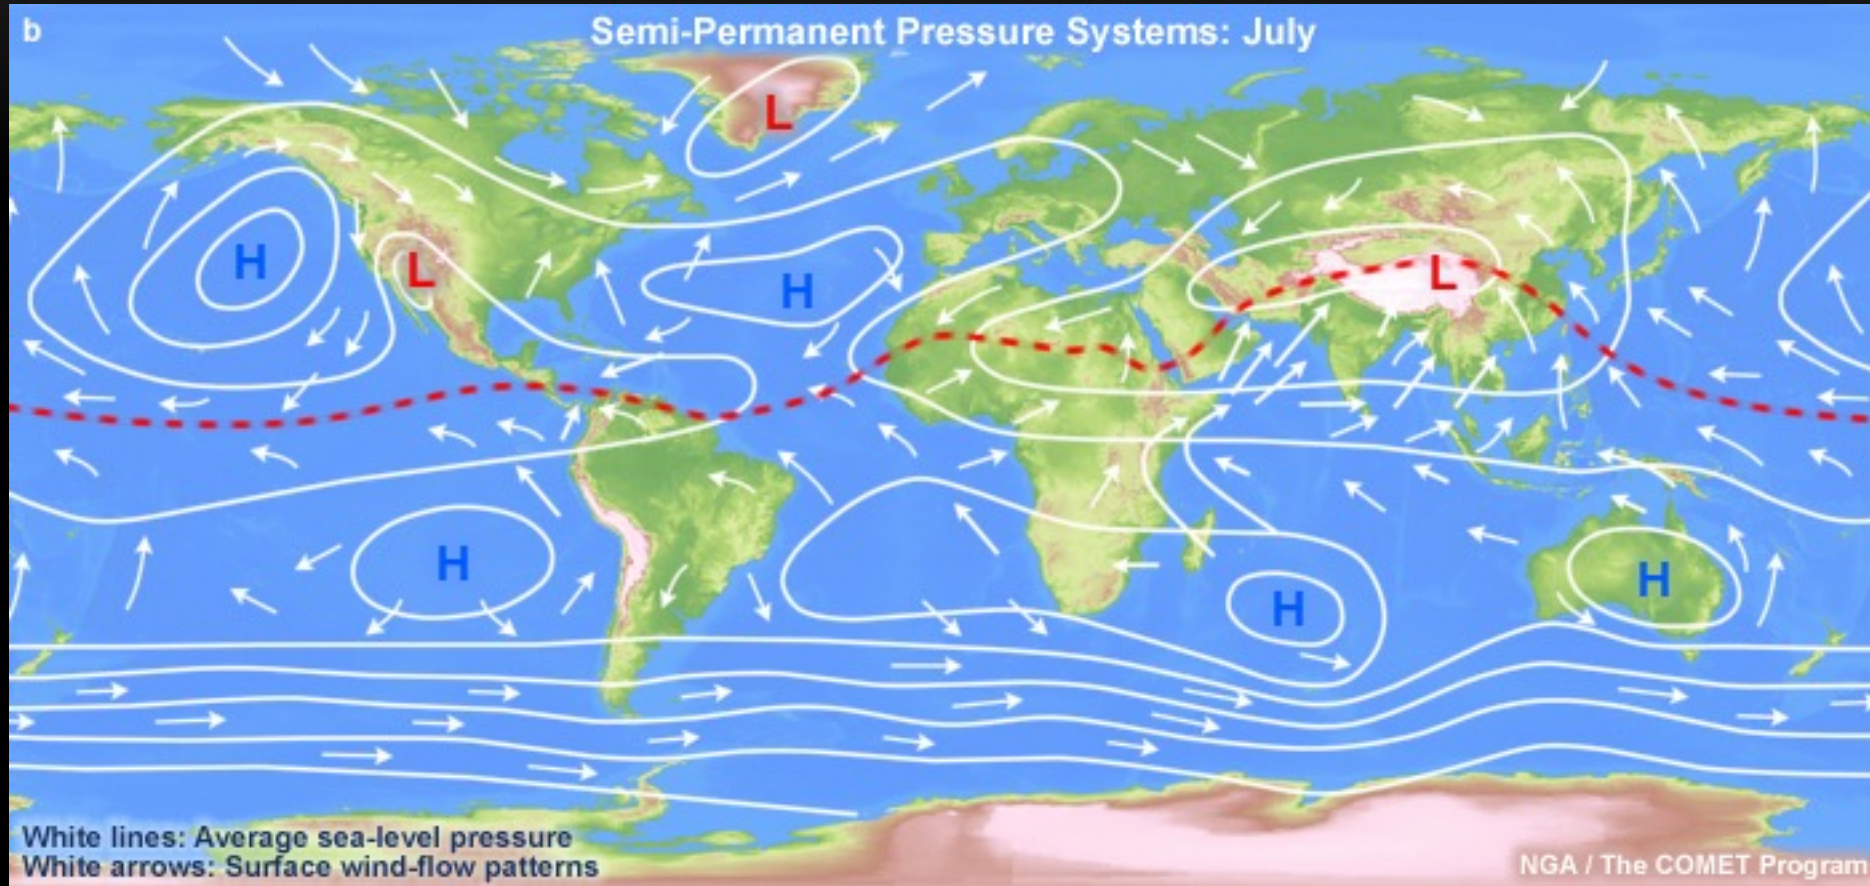 b
Semi-Permanent Pressure Systems: July
L
H
L
H
L
H
H
H
White lines: Average sea-level pressure
White arrows: Surface wind-flow patterns
NGA / The COMET Program